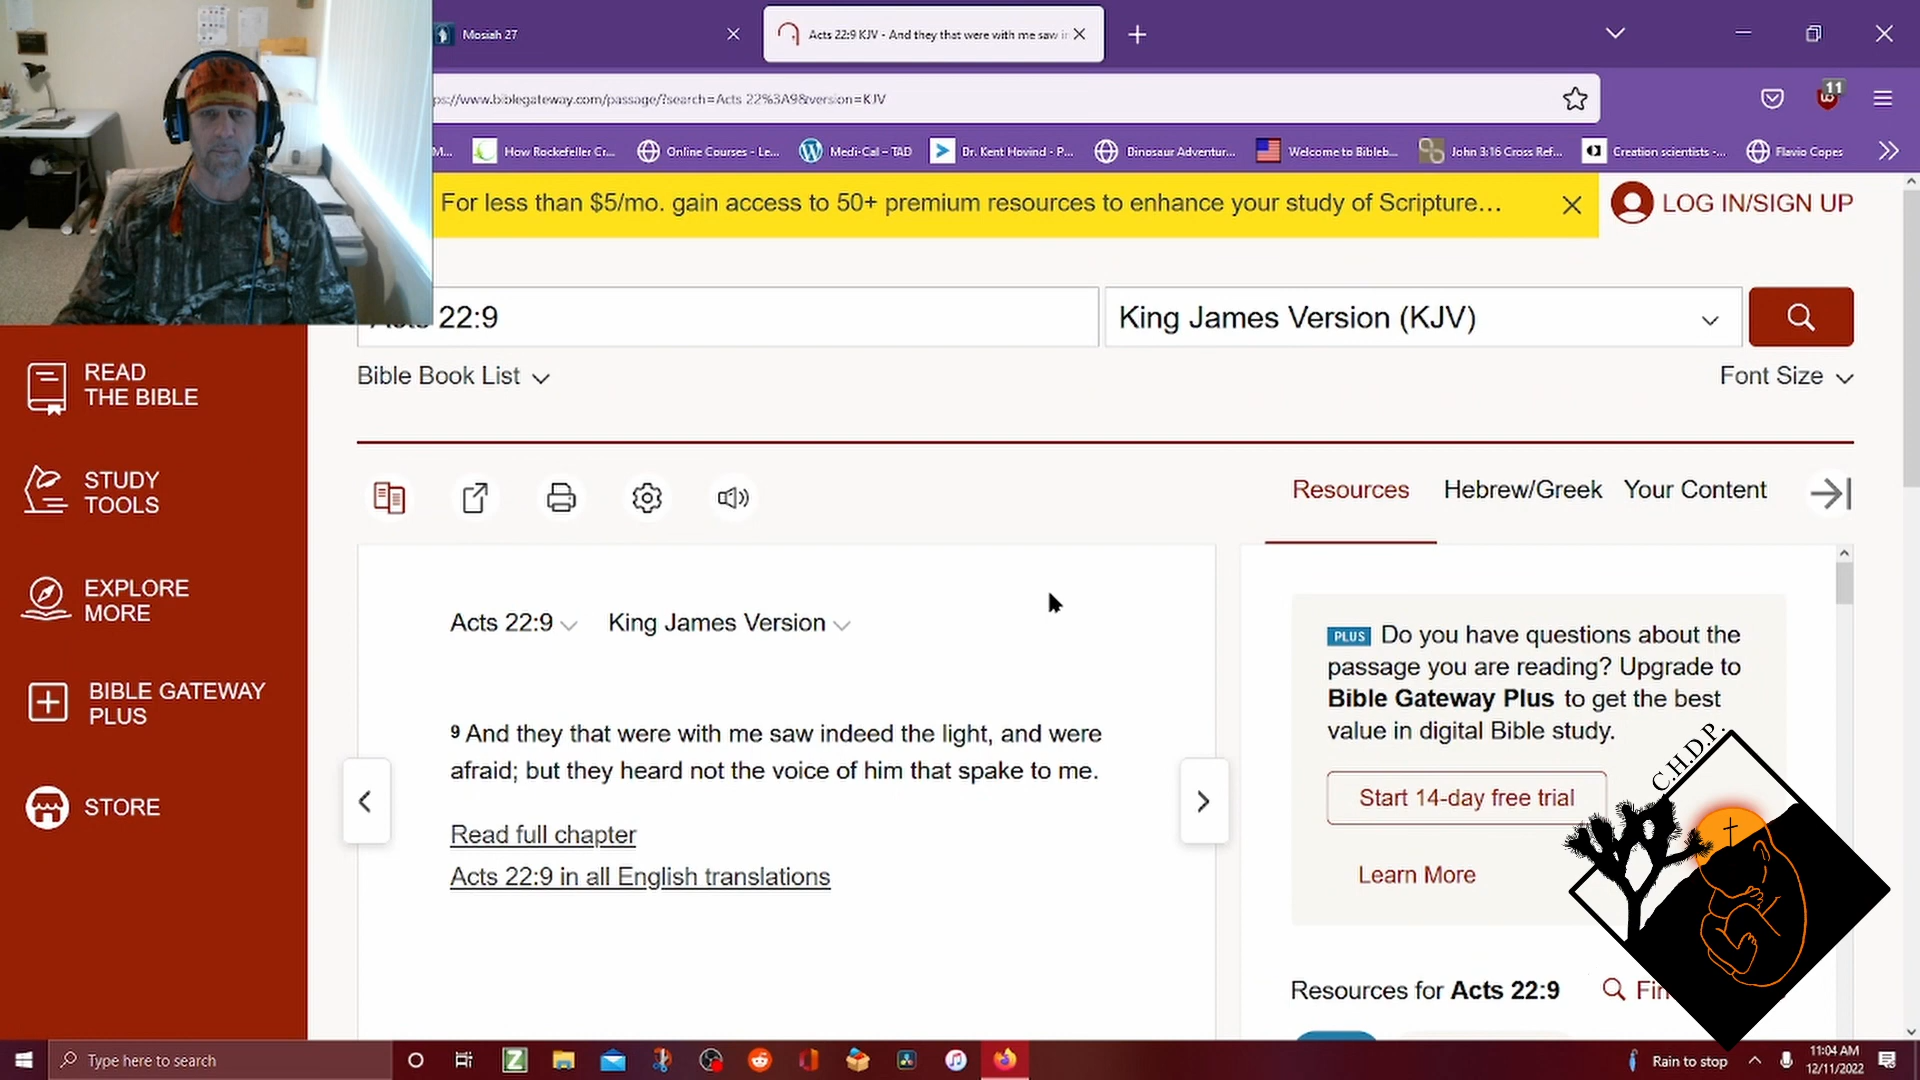 Mosiah 27
Acts 22:9 KJV - And they that were with me saw in
ps://www.biblegateway.com/passage/?search=Acts 22%3A9&version=KJV
11
M...
How Rockefeller Cr...
Online Courses - Le...
Medi-Cal – TAD
Dr. Kent Hovind - P...
Dinosaur Adventur...
Welcome to Bibleb...
John 3:16 Cross Ref...
Creation scientists -...
Flavio Copes
For less than $5/mo. gain access to 50+ premium resources to enhance your study of Scripture...
LOG IN/SIGN UP
Acts 22:9
King James Version (KJV)
Bible Book List
Font Size
READ
THE BIBLE
STUDY
TOOLS
EXPLORE
MORE
BIBLE GATEWAY
PLUS
STORE
Resources
Hebrew/Greek
Your Content
Acts 22:9
King James Version
9 And they that were with me saw indeed the light, and were
afraid; but they heard not the voice of him that spake to me.
Read full chapter
Acts 22:9 in all English translations
PLUS Do you have questions about the
passage you are reading? Upgrade to
Bible Gateway Plus to get the best
value in digital Bible study.
Start 14-day free trial
Learn More
C.H.D.P.
Resources for Acts 22:9
Type here to search
Rain to stop
11:04 AM
12/11/2022